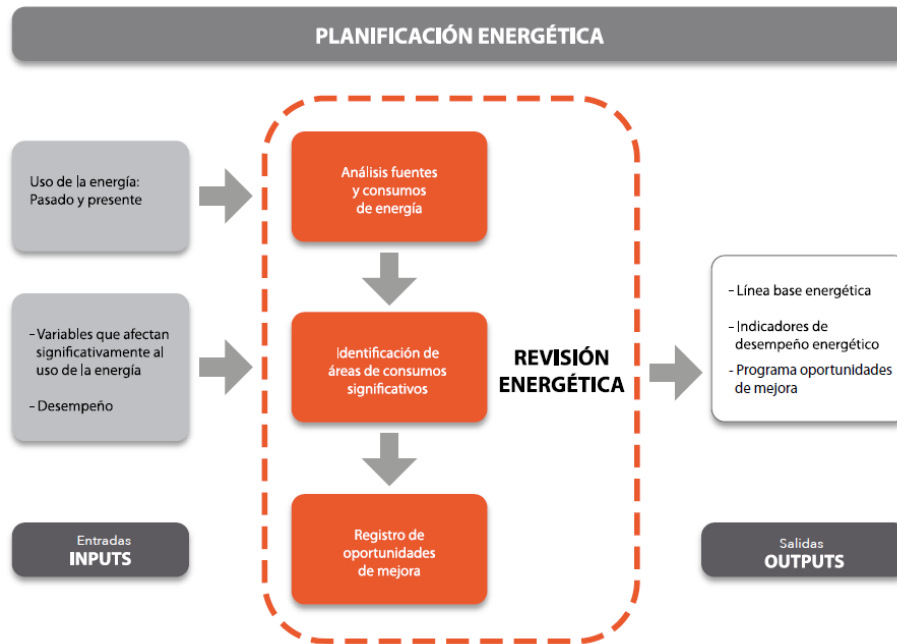 PLANIFICACIÓN ENERGÉTICA
Uso de la energía:
Pasado y presente
- Variables que afectan
significativamente al
uso de la energía
- Desempeño
Entradas
INPUTS
Análisis fuentes
y consumos
de energía
Identificación de
áreas de consumos
significativos
Registro de
oportunidades
de mejora
REVISIÓN
ENERGÉTICA
- Línea base energética
- Indicadores de
desempeño energético
- Programa oportunidades
de mejora
Salidas
OUTPUTS